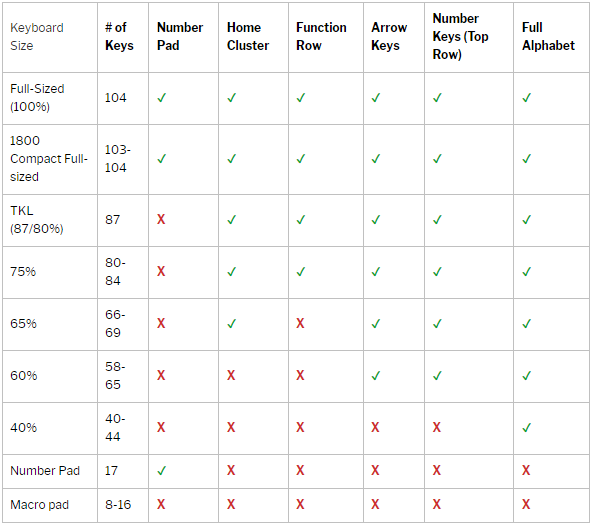 Keyboard Size # of Keys Number Pad Home Cluster Function Row Arrow Keys Number Keys (Top Row) Full Alphabet
Full-Sized (100%) 104 ✓ ✓ ✓ ✓ ✓ ✓
1800 Compact Full-sized 103-104 ✓ ✓ ✓ ✓ ✓ ✓
TKL (87/80%) 87 X ✓ ✓ ✓ ✓ ✓
75% 80-84 X ✓ ✓ ✓ ✓ ✓
65% 66-69 X ✓ X ✓ ✓ ✓
60% 58-65 X X X ✓ ✓ ✓
40% 40-44 X X X X X ✓
Number Pad 17 ✓ X X X X X
Macro pad 8-16 X X X X X X